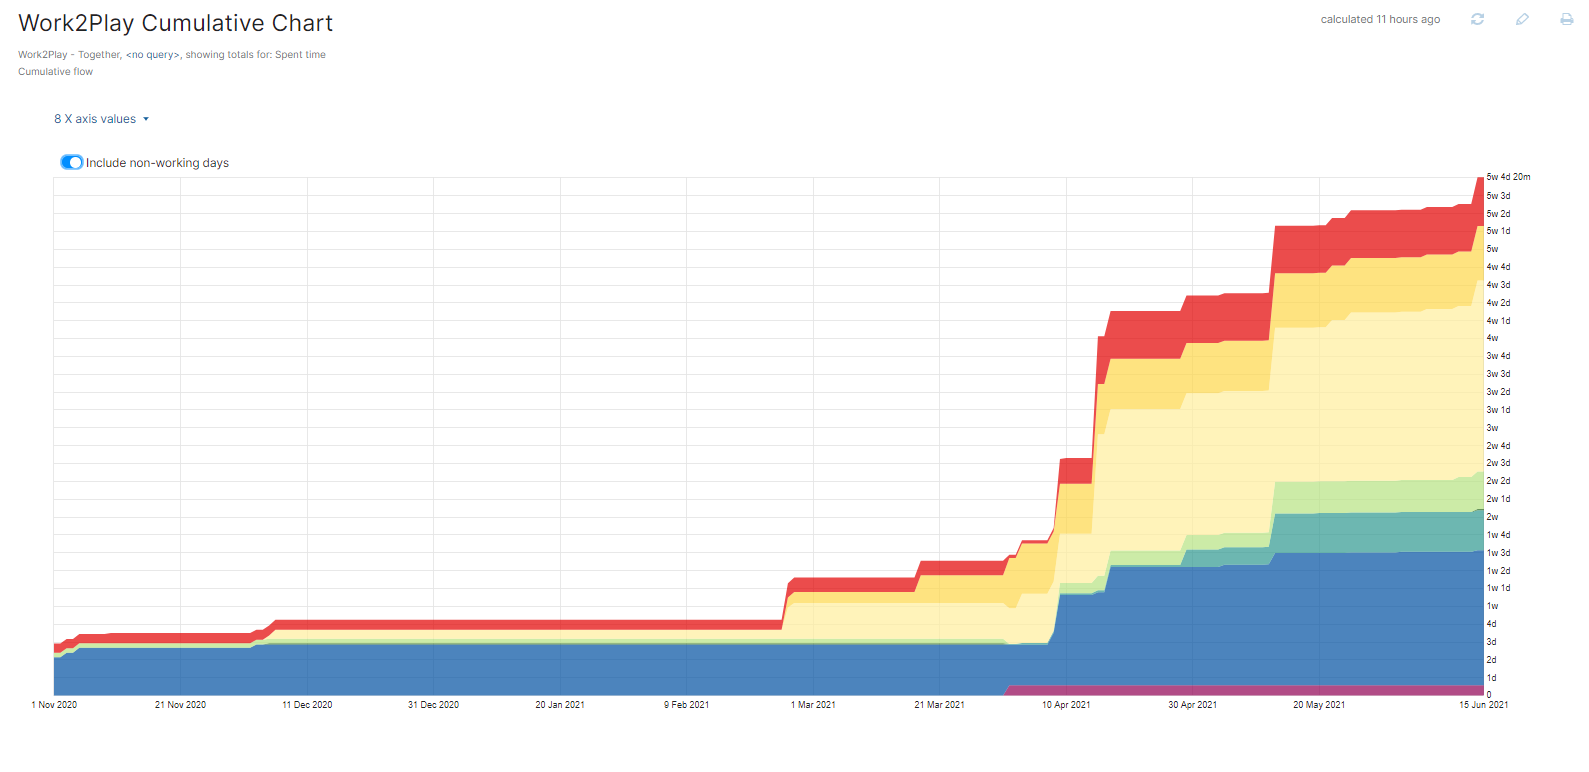 Work2Play Cumulative Chart
calculated 11 hours ago
Work2Play - Together, <no query>, showing totals for: Spent time
Cumulative flow
8 X axis values
Include non-working days
5w 4d 20m
5w 3d
5w 2d
5w 1d
5w
4w 4d
4w 3d
4w 2d
4w 1d
4w
3w 4d
3w 3d
3w 2d
3w 1d
3w
2w 4d
2w 3d
2w 2d
2w 1d
2w
1w 4d
1w 3d
1w 2d
1w 1d
1w
4d
3d
2d
1d
0
1 Nov 2020 21 Nov 2020 11 Dec 2020 31 Dec 2020 20 Jan 2021 9 Feb 2021 1 Mar 2021 21 Mar 2021 10 Apr 2021 30 Apr 2021 20 May 2021 15 Jun 2021